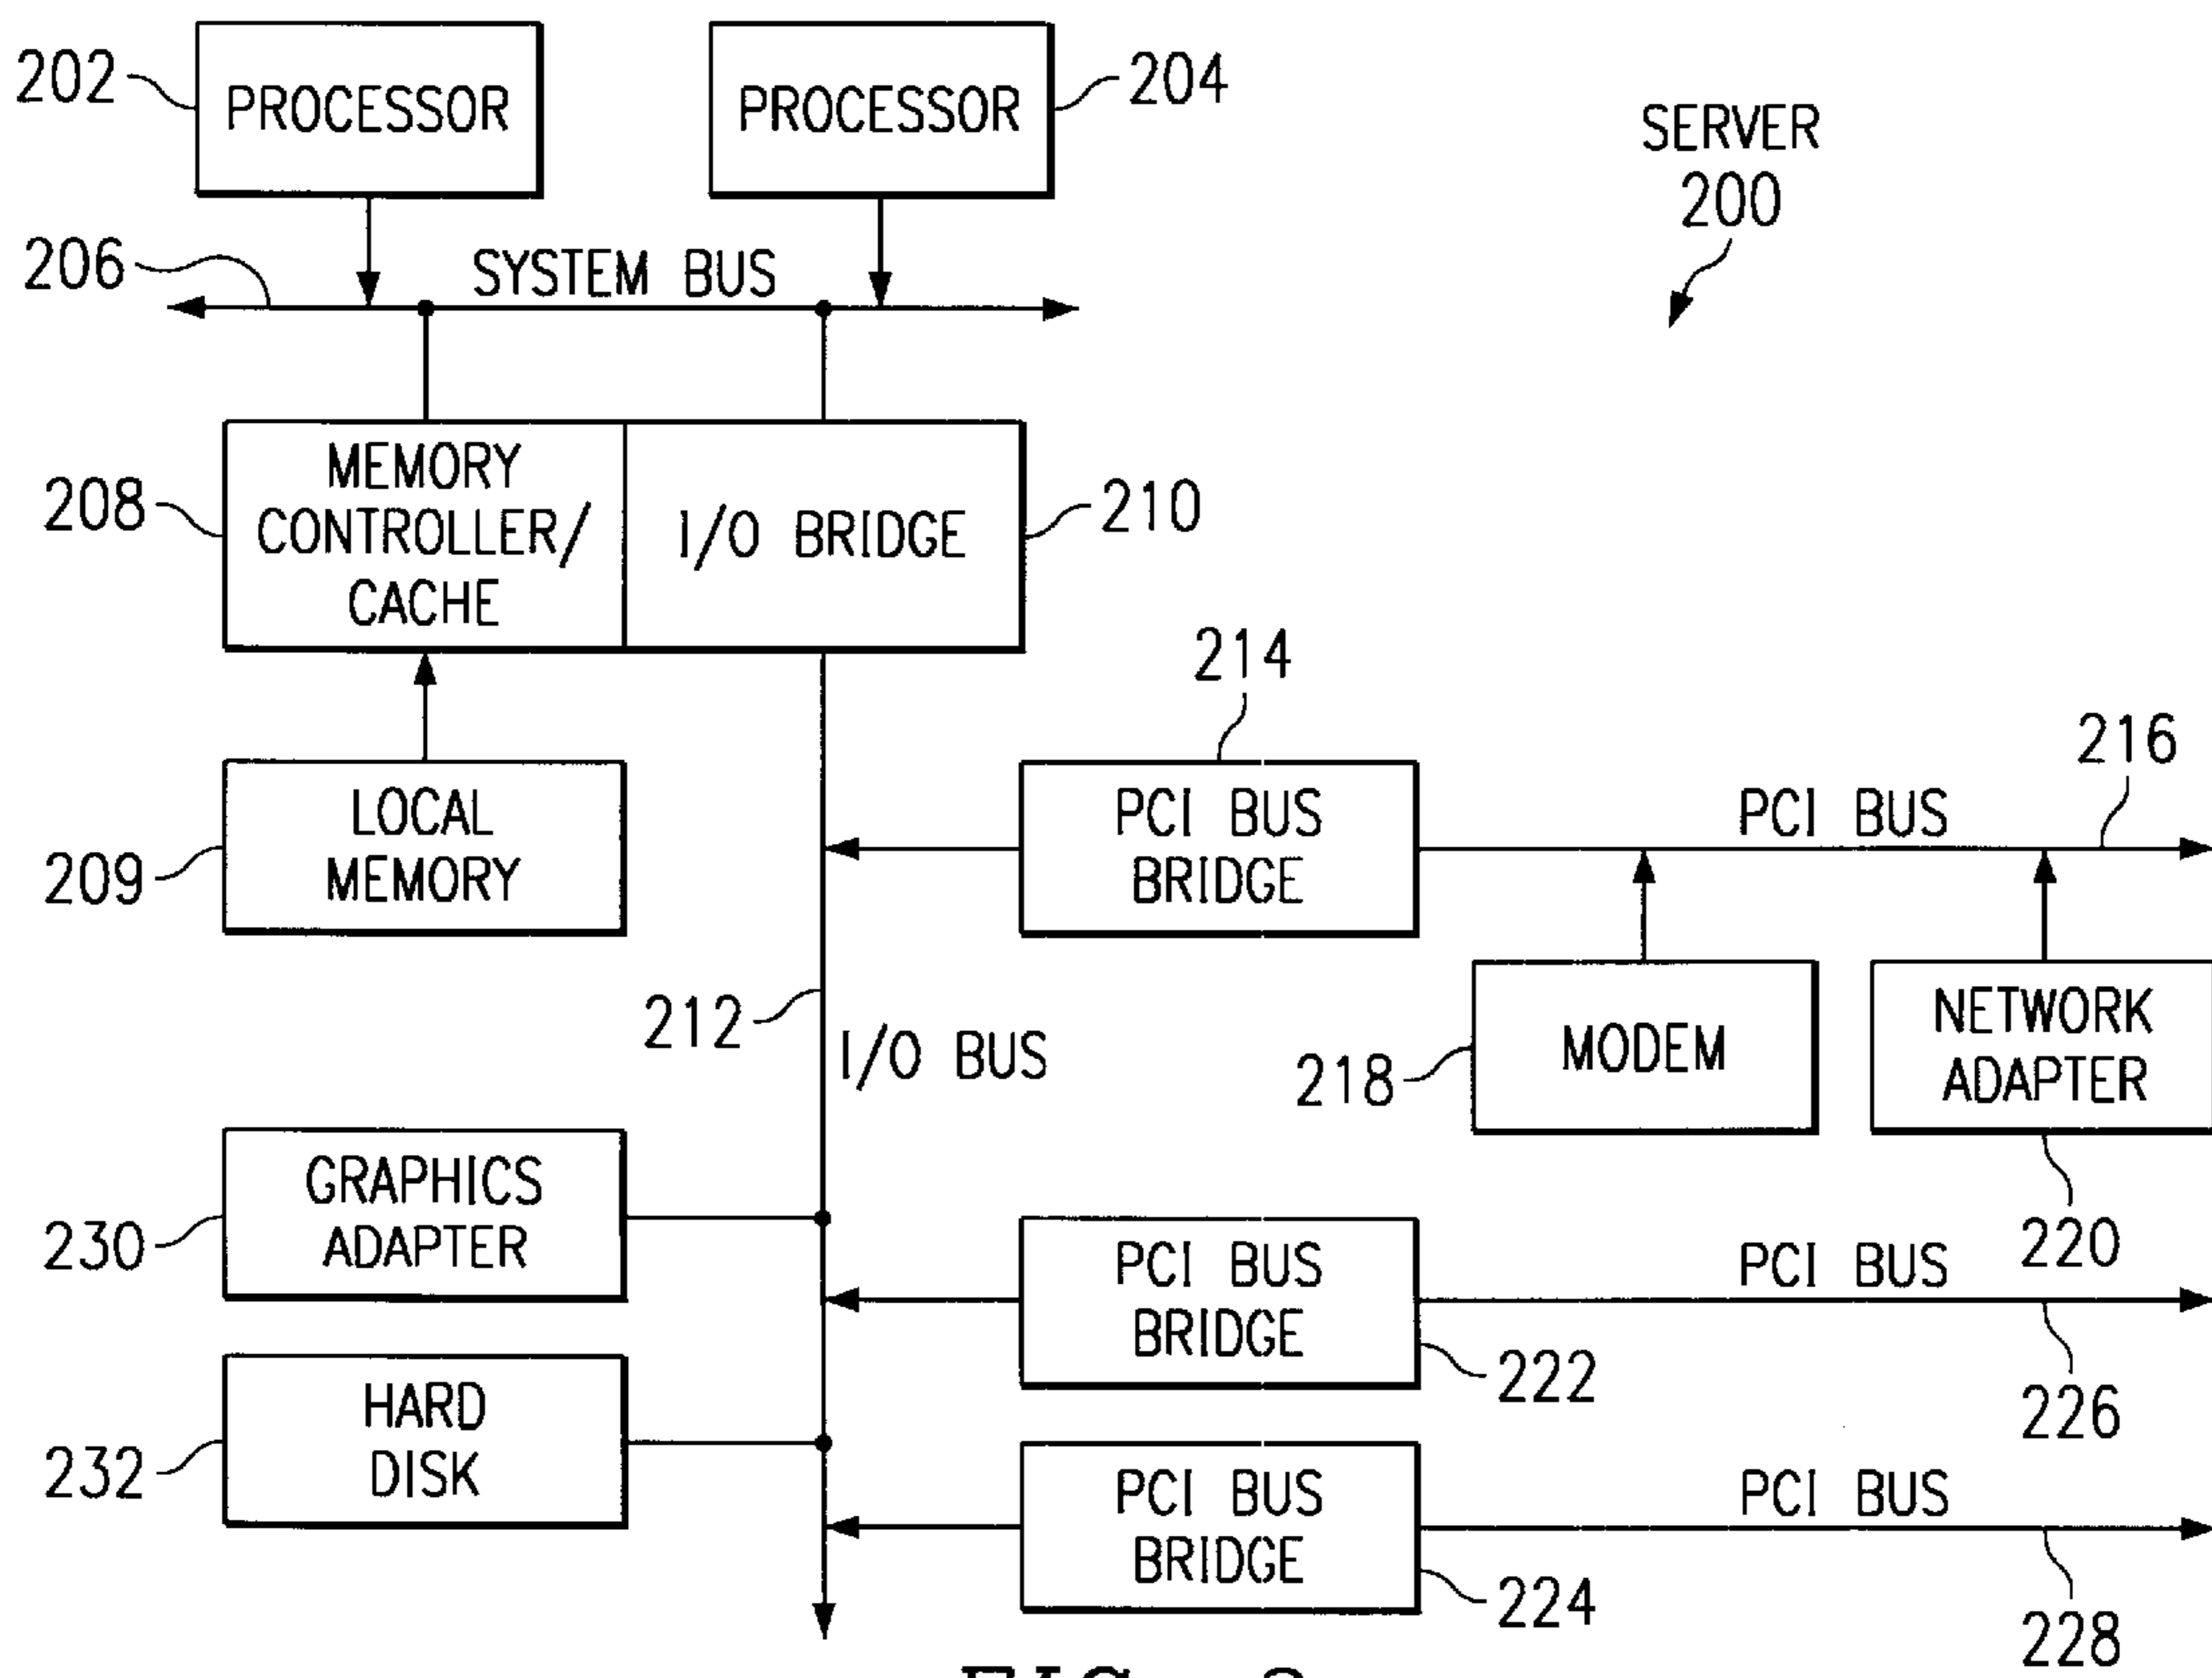 202
PROCESSOR
PROCESSOR
204
SERVER
200
206
SYSTEM BUS
208
MEMORY
CONTROLLER/
CACHE
I/O BRIDGE
210
214
216
LOCAL
MEMORY
209
PCI BUS
BRIDGE
PCI BUS
212
I/O BUS
218
MODEM
NETWORK
ADAPTER
220
GRAPHICS
ADAPTER
230
PCI BUS
BRIDGE
222
PCI BUS
226
HARD
DISK
232
PCI BUS
BRIDGE
224
PCI BUS
228